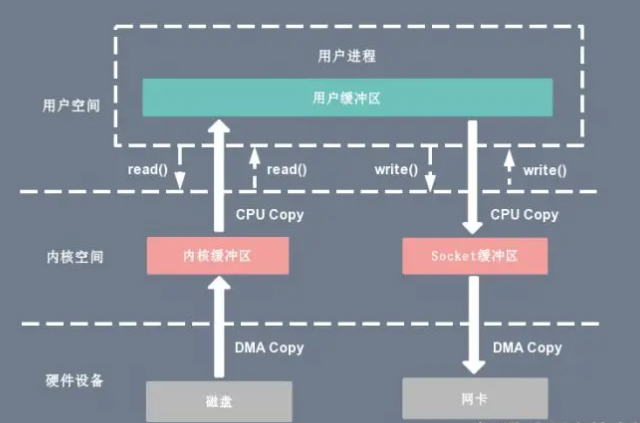 用户进程
用户缓冲区
用户空间
read()
read()
write()
write()
CPU Copy
CPU Copy
内核空间
内核缓冲区
Socket缓冲区
DMA Copy
DMA Copy
硬件设备
磁盘
网卡